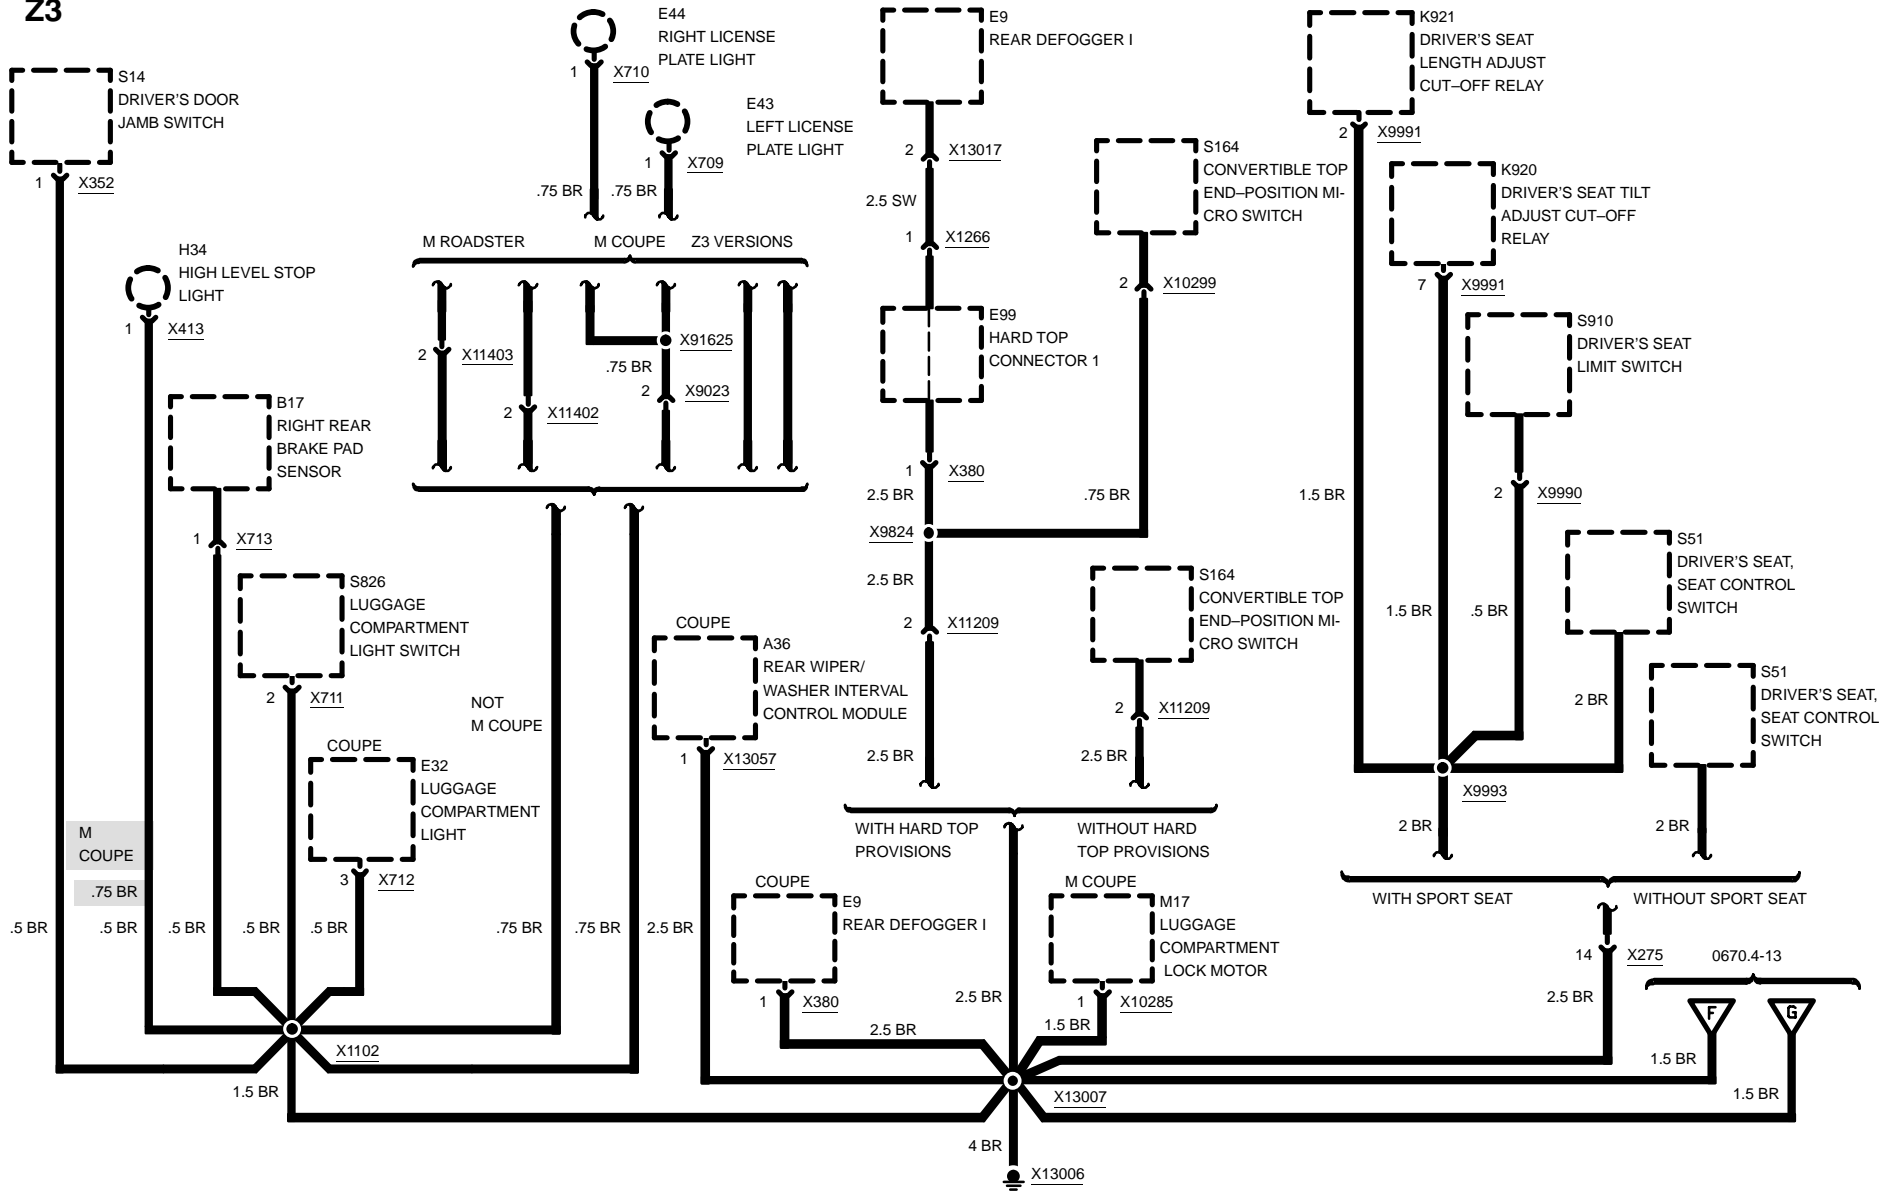 Z3
S14
DRIVER'S DOOR
JAMB SWITCH
1 X352
H34
HIGH LEVEL STOP
LIGHT
1 X413
B17
RIGHT REAR
BRAKE PAD
SENSOR
1 X713
S826
LUGGAGE
COMPARTMENT
LIGHT SWITCH
2 X711
COUPE
E32
LUGGAGE
COMPARTMENT
LIGHT
3 X712
M
COUPE
.75 BR
.5 BR
.5 BR
.5 BR
.5 BR
.5 BR
X1102
1.5 BR
E44
RIGHT LICENSE
PLATE LIGHT
1 X710
E43
LEFT LICENSE
PLATE LIGHT
1 X709
.75 BR
.75 BR
M ROADSTER
M COUPE
Z3 VERSIONS
2 X11403
2 X11402
X91625
.75 BR
2 X9023
NOT
M COUPE
.75 BR
.75 BR
COUPE
A36
REAR WIPER/
WASHER INTERVAL
CONTROL MODULE
1 X13057
2.5 BR
E9
REAR DEFOGGER I
2 X13017
2.5 SW
1 X1266
E99
HARD TOP
CONNECTOR 1
1 X380
2.5 BR
X9824
2.5 BR
2 X11209
2.5 BR
S164
CONVERTIBLE TOP
END–POSITION MI-
CRO SWITCH
2 X10299
.75 BR
S164
CONVERTIBLE TOP
END–POSITION MI-
CRO SWITCH
2 X11209
2.5 BR
WITH HARD TOP
PROVISIONS
WITHOUT HARD
TOP PROVISIONS
COUPE
E9
REAR DEFOGGER I
1 X380
2.5 BR
2.5 BR
M COUPE
M17
LUGGAGE
COMPARTMENT
LOCK MOTOR
1 X10285
1.5 BR
X13007
4 BR
X13006
K921
DRIVER'S SEAT
LENGTH ADJUST
CUT–OFF RELAY
2 X9991
1.5 BR
K920
DRIVER'S SEAT TILT
ADJUST CUT–OFF
RELAY
7 X9991
1.5 BR
S910
DRIVER'S SEAT
LIMIT SWITCH
2 X9990
.5 BR
S51
DRIVER'S SEAT,
SEAT CONTROL
SWITCH
2 BR
S51
DRIVER'S SEAT,
SEAT CONTROL
SWITCH
X9993
2 BR
2 BR
WITH SPORT SEAT
WITHOUT SPORT SEAT
14 X275
2.5 BR
0670.4-13
F
G
1.5 BR
1.5 BR